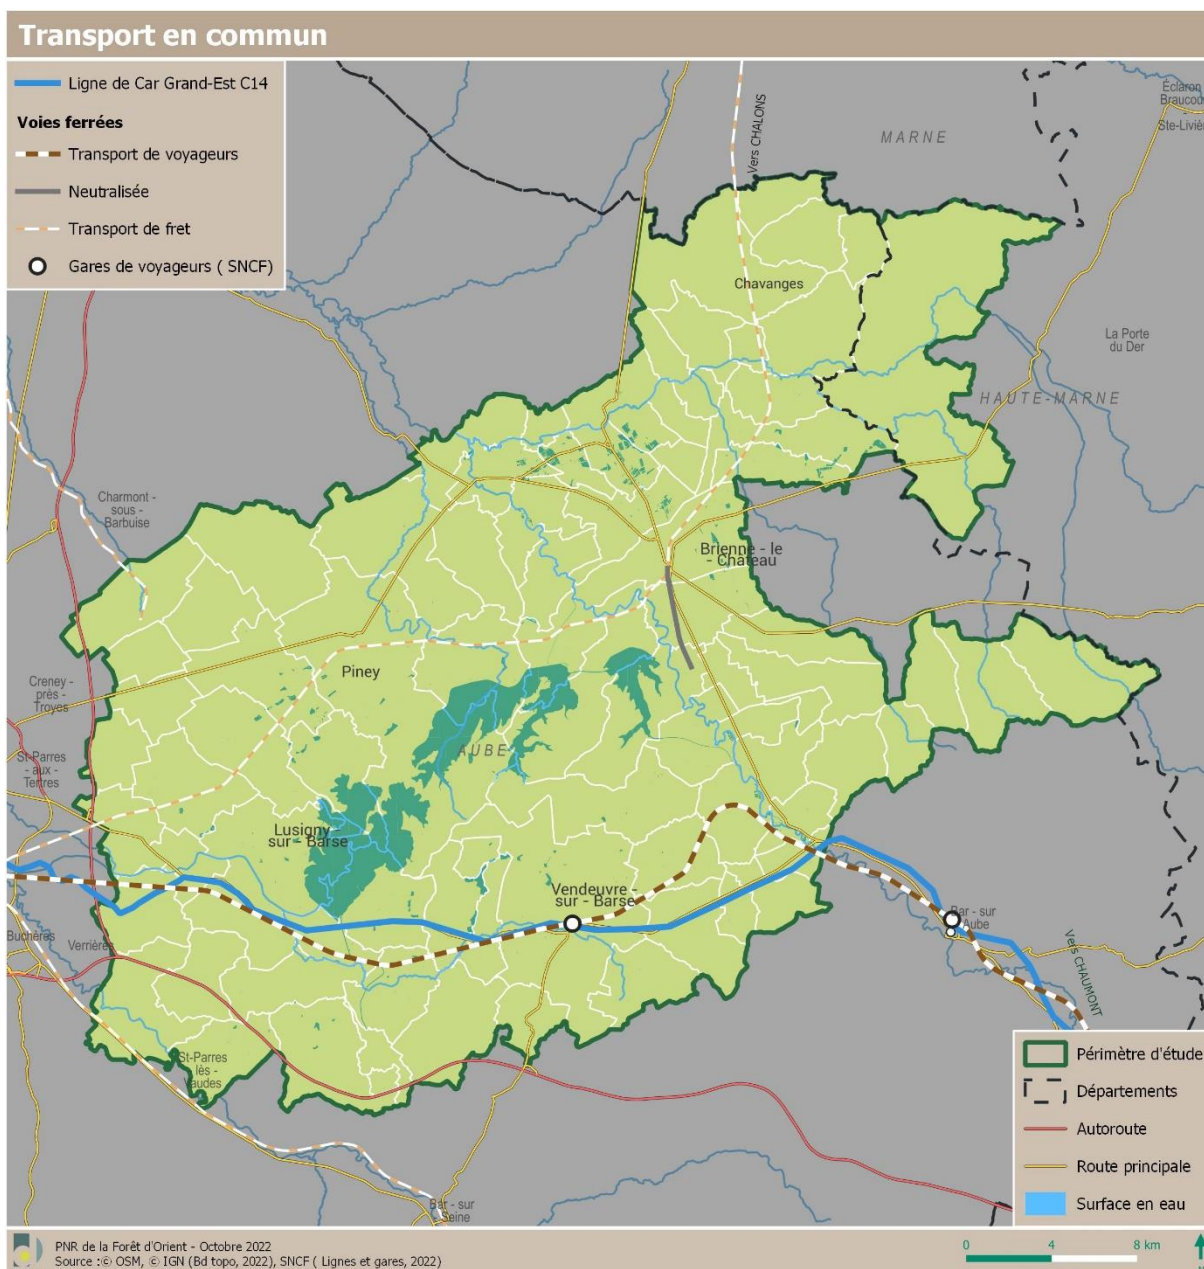 Transport en commun
Ligne de Car Grand-Est C14
Voies ferrées
Transport de voyageurs
Neutralisée
Transport de fret
Gares de voyageurs ( SNCF)
Vers CHALONS
MARNE
Éclaron
Braucou
-
Ste-Livièr
Chavanges
La Porte
du Der
HAUTE-MARNE
Charmont -
sous -
Barbuise
Brienne - le
- Château
Creney -
près -
Troyes
Piney
St-Parres
- aux -
Tertres
AUBE
Lusigny -
sur - Barse
Vendeuvre -
sur - Barse
Bar - sur
- Aube
Buchères
Verrières
Vers CHAUMONT
St-Parres
lès -
Vaudes
Bar - sur
- Seine
Périmètre d'étude
Départements
Autoroute
Route principale
Surface en eau
PNR de la Forêt d'Orient - Octobre 2022
Source :© OSM, © IGN (Bd topo, 2022), SNCF ( Lignes et gares, 2022)
0 4 8 km